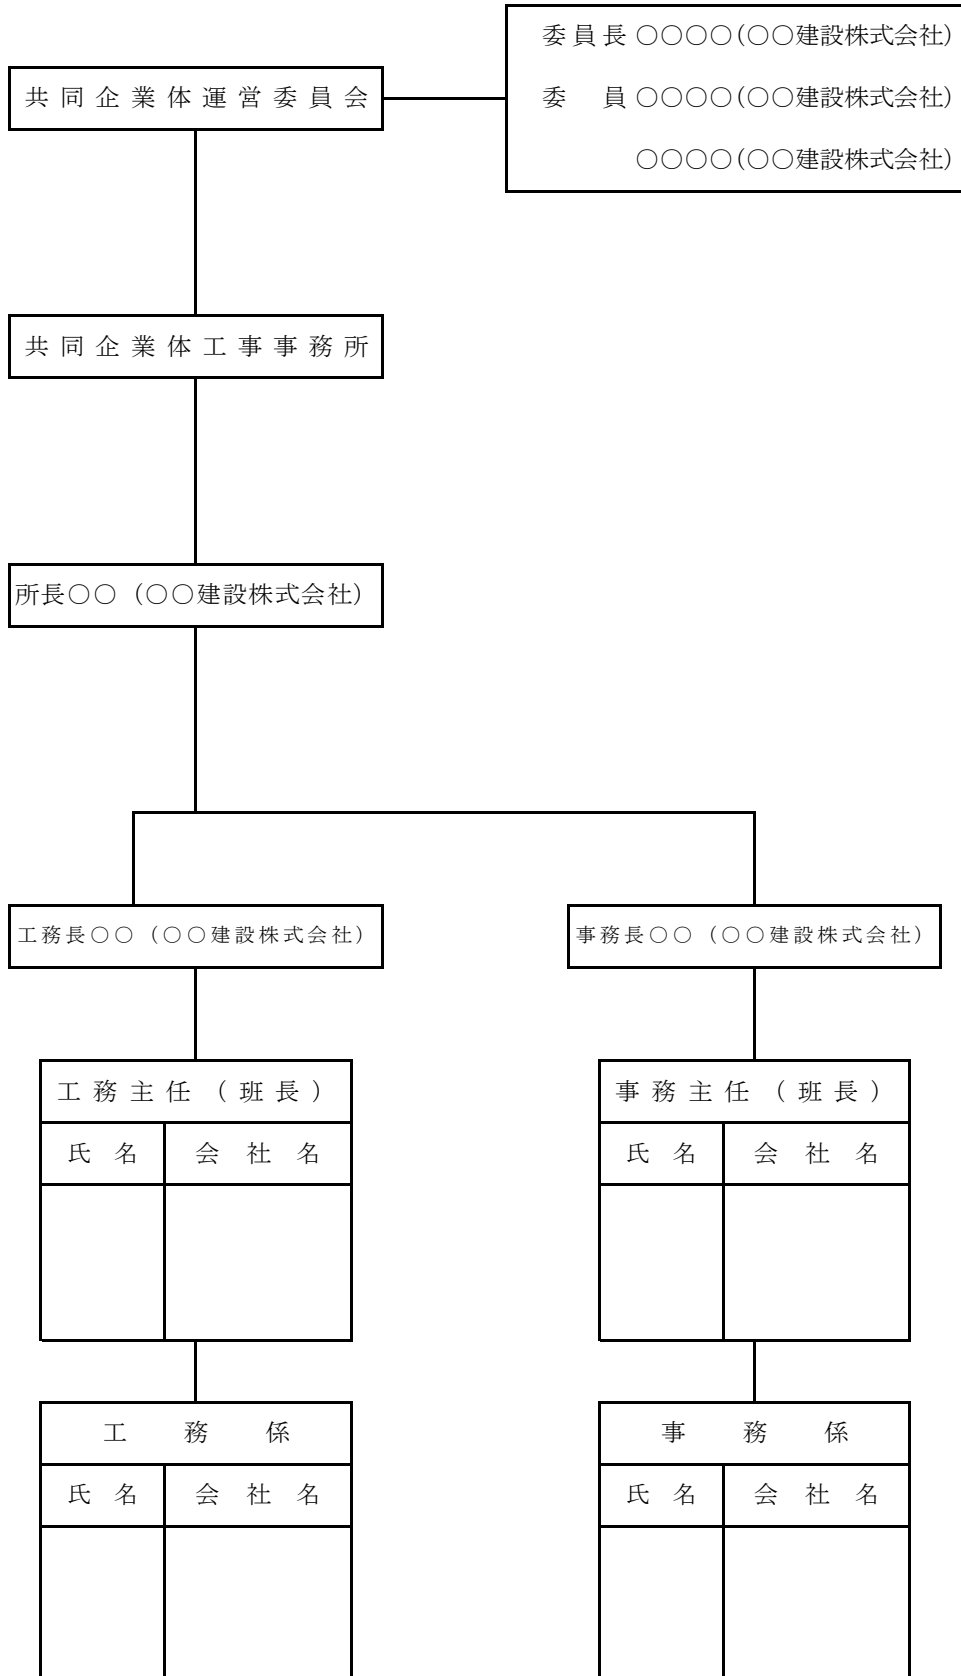 委員長 ○○○○(○○建設株式会社)
共同企業体運営委員会
委　員 ○○○○(○○建設株式会社)
○○○○(○○建設株式会社)
共同企業体工事事務所
所長○○（○○建設株式会社）
工務長○○（○○建設株式会社）
事務長○○（○○建設株式会社）
工務主任（班長）
事務主任（班長）
氏名　会社名
氏名　会社名
工務係
事務係
氏名　会社名
氏名　会社名